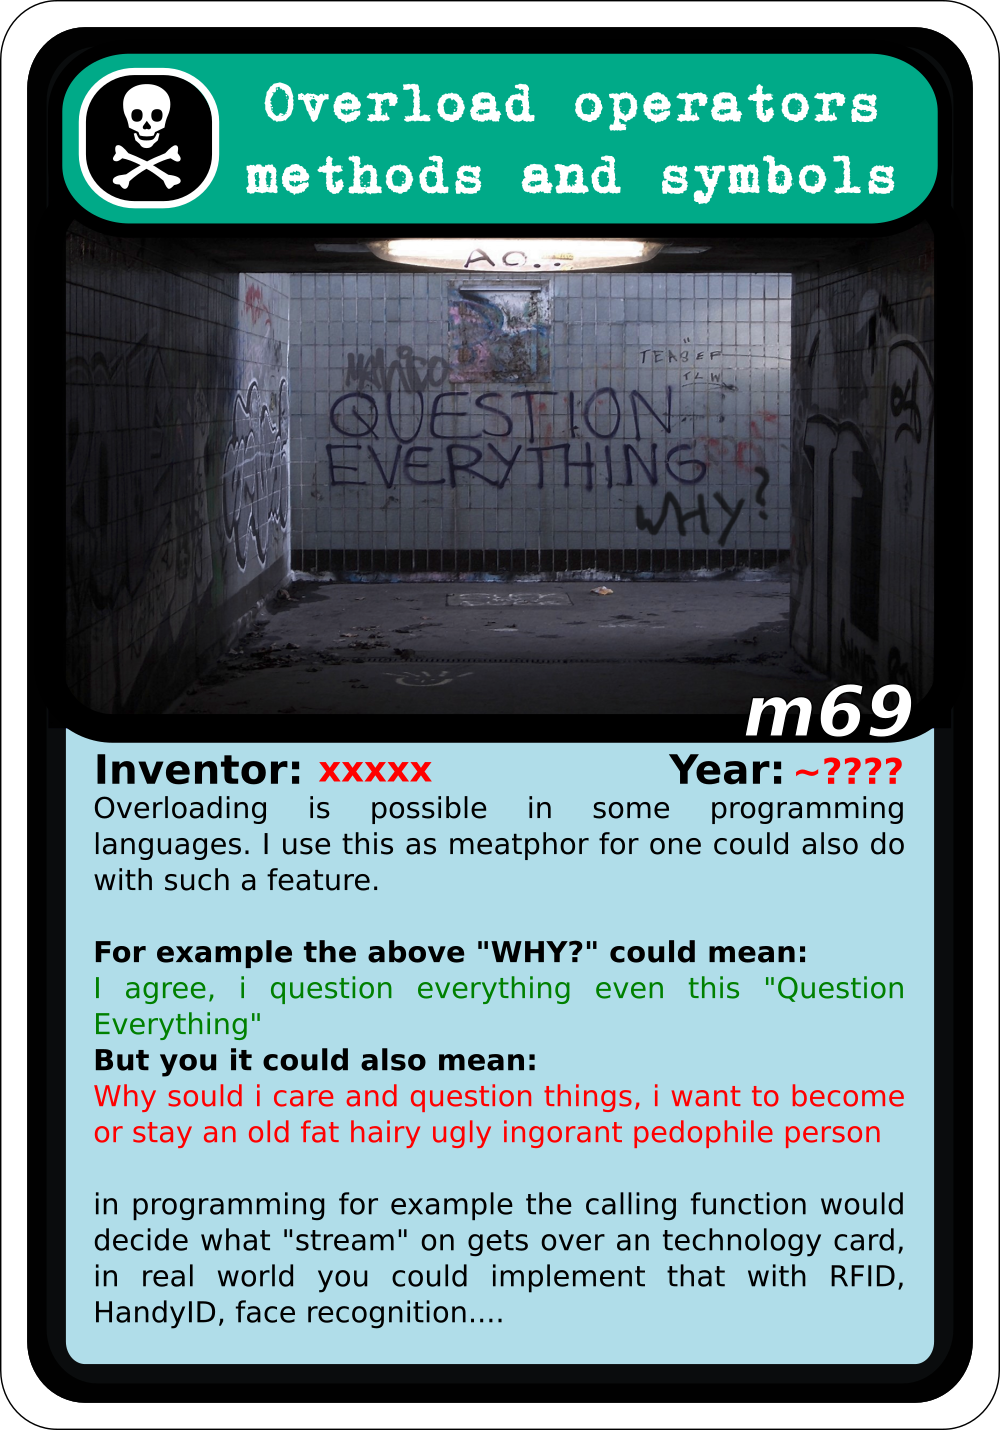 Overload operators
methods and symbols
AO..
TEABEF
TLW
QUESTION
EVERYTHING
WHY?
m69
Inventor: xxxxx Year: ~????
Overloading is possible in some programming
languages. I use this as meatphor for one could also do
with such a feature.
For example the above "WHY?" could mean:
I agree, i question everything even this "Question
Everything"
But you it could also mean:
Why sould i care and question things, i want to become
or stay an old fat hairy ugly ingorant pedophile person
in programming for example the calling function would
decide what "stream" on gets over an technology card,
in real world you could implement that with RFID,
HandyID, face recognition....